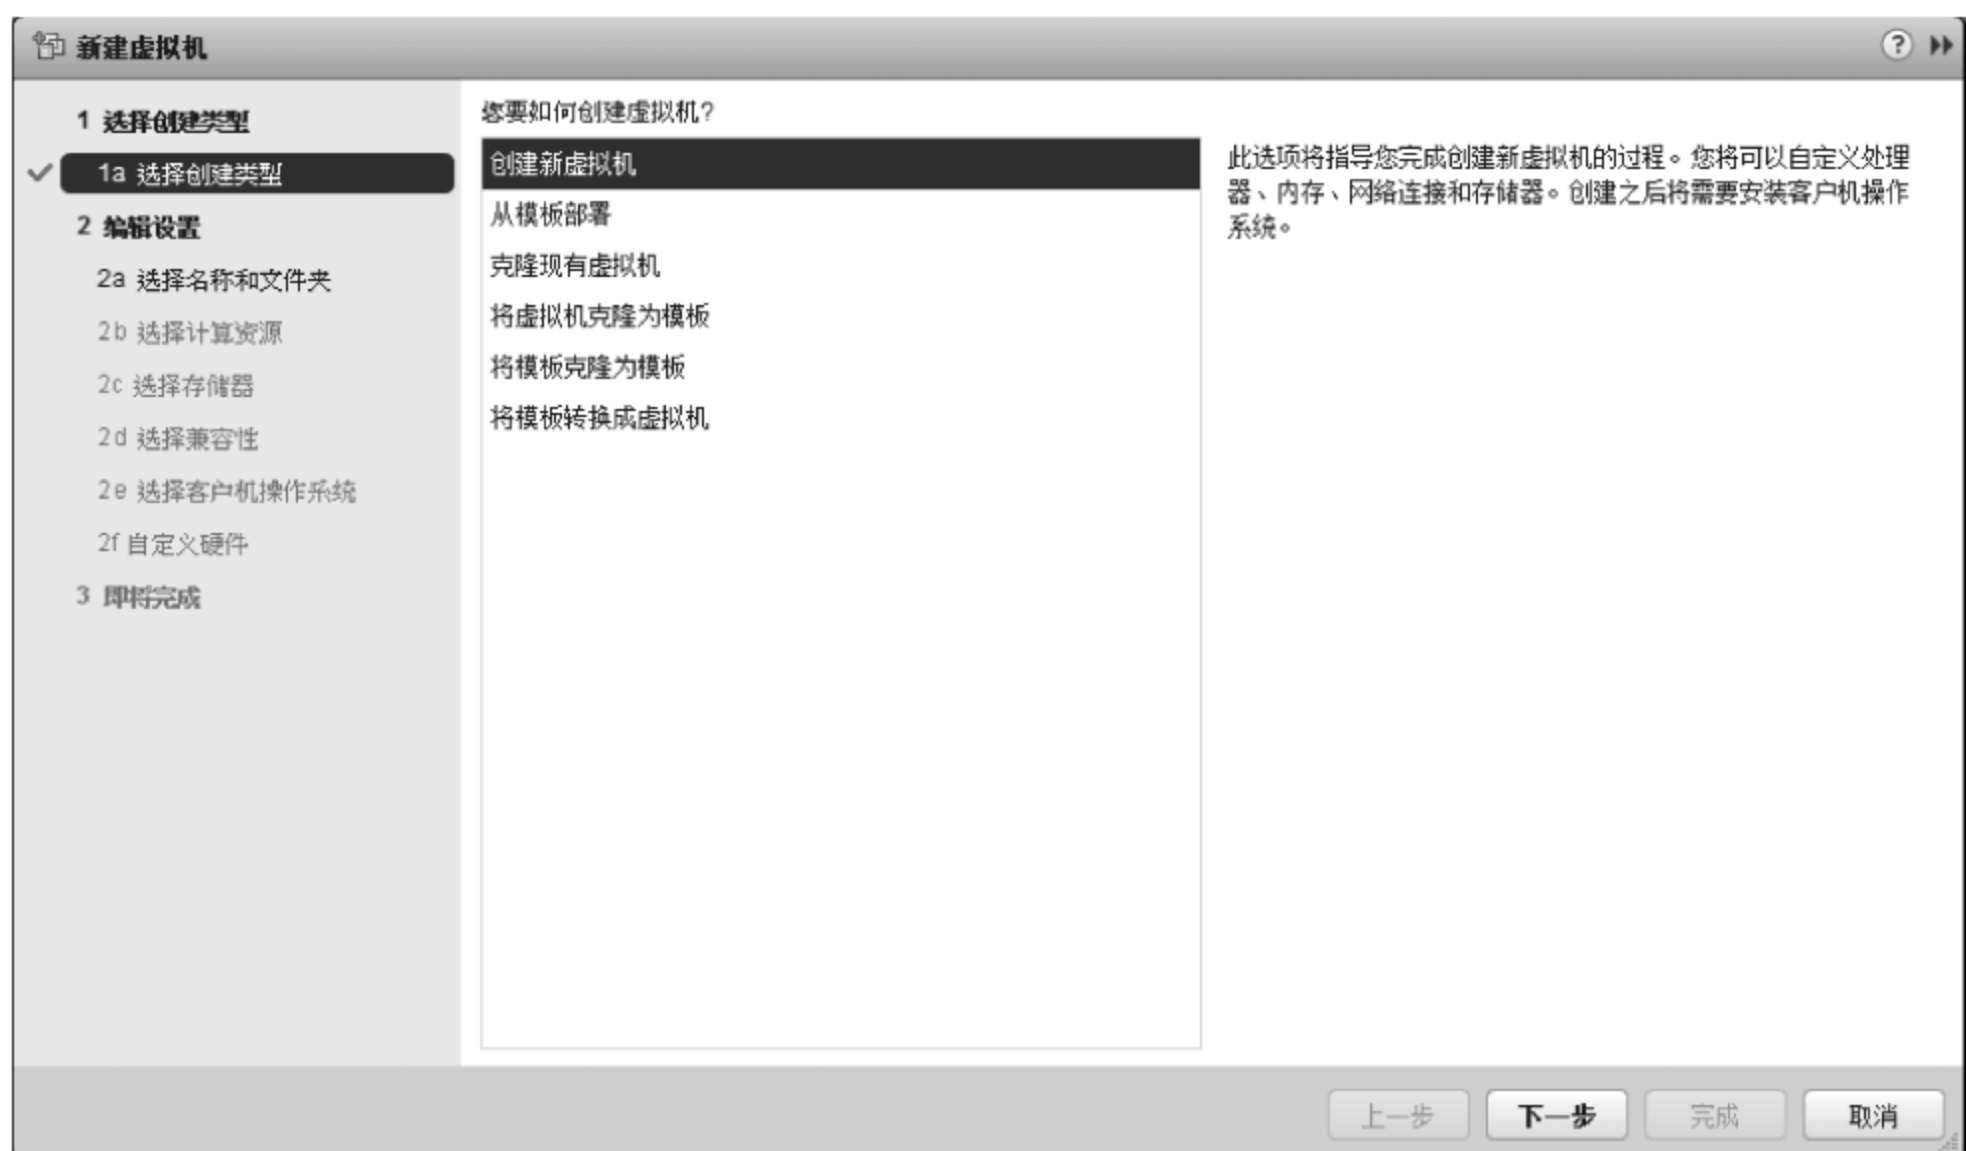 新建虚拟机
1 选择创建类型
1a 选择创建类型
2 编辑设置
2a 选择名称和文件夹
2b 选择计算资源
2c 选择存储器
2d 选择兼容性
2e 选择客户机操作系统
2f 自定义硬件
3 即将完成
您要如何创建虚拟机?
创建新虚拟机
从模板部署
克隆现有虚拟机
将虚拟机克隆为模板
将模板克隆为模板
将模板转换成虚拟机
此选项将指导您完成创建新虚拟机的过程。您将可以自定义处理
器、内存、网络连接和存储器。创建之后将需要安装客户机操作
系统。
上一步 下一步 完成 取消